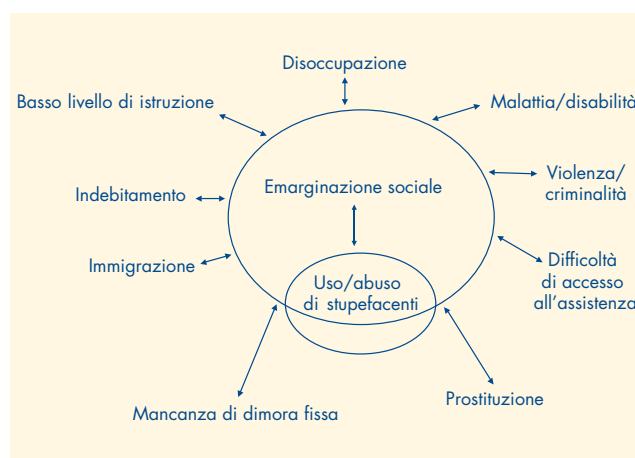 Disoccupazione
Basso livello di istruzione
Malattia/disabilità
Violenza/
criminalità
Indebitamento
Emarginazione sociale
Immigrazione
Difficoltà
di accesso
all'assistenza
Uso/abuso
di stupefacenti
Mancanza di dimora fissa
Prostituzione